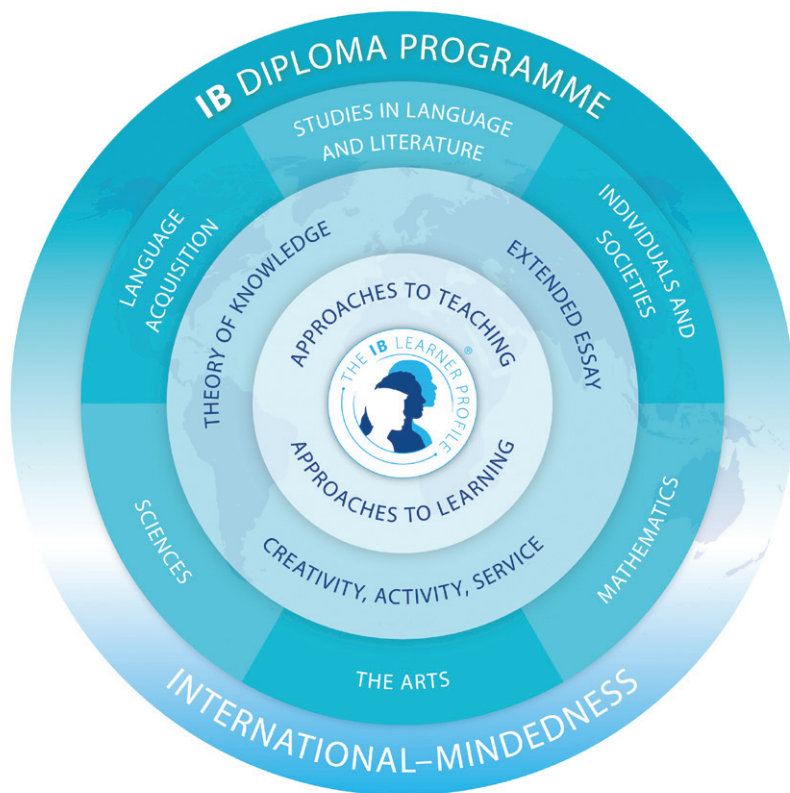 IB DIPLOMA PROGRAMME
STUDIES IN LANGUAGE
AND LITERATURE
LANGUAGE
ACQUISITION
INDIVIDUALS AND
SOCIETIES
THEORY OF KNOWLEDGE
EXTENDED ESSAY
APPROACHES TO TEACHING
THE IB LEARNER PROFILE®
APPROACHES TO LEARNING
CREATIVITY, ACTIVITY, SERVICE
SCIENCES
MATHEMATICS
THE ARTS
INTERNATIONAL–MINDEDNESS